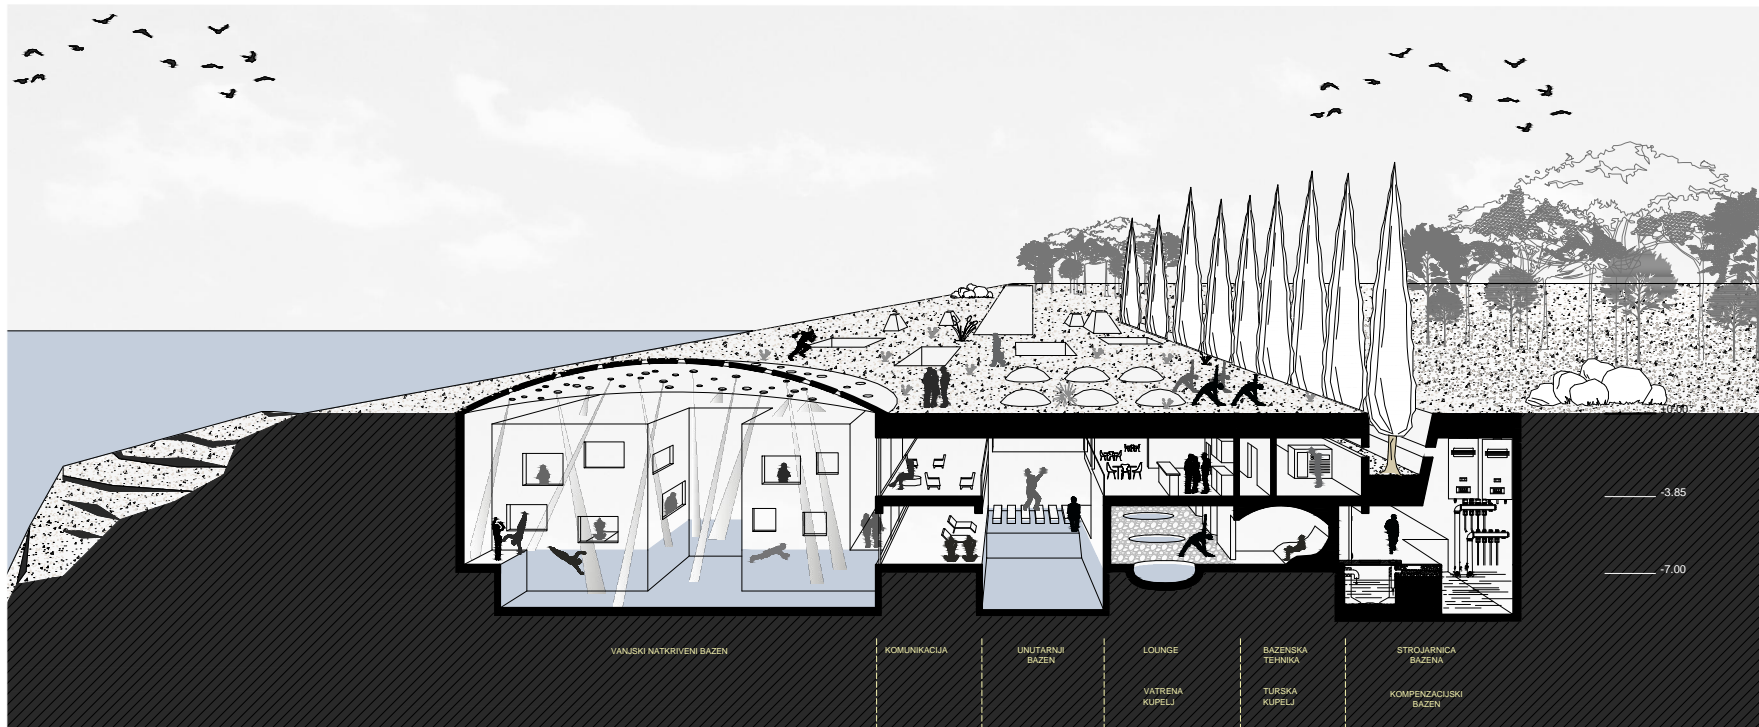 -3.85
-7.00
VANJSKI NATKRIVENI BAZEN
KOMUNIKACIJA
UNUTARNJI
BAZEN
LOUNGE
VATRENA
KUPELJ
BAZENSKA
TEHNIKA
TURSKA
KUPELJ
STROJARNICA
BAZENA
KOMPENZACIJSKI
BAZEN